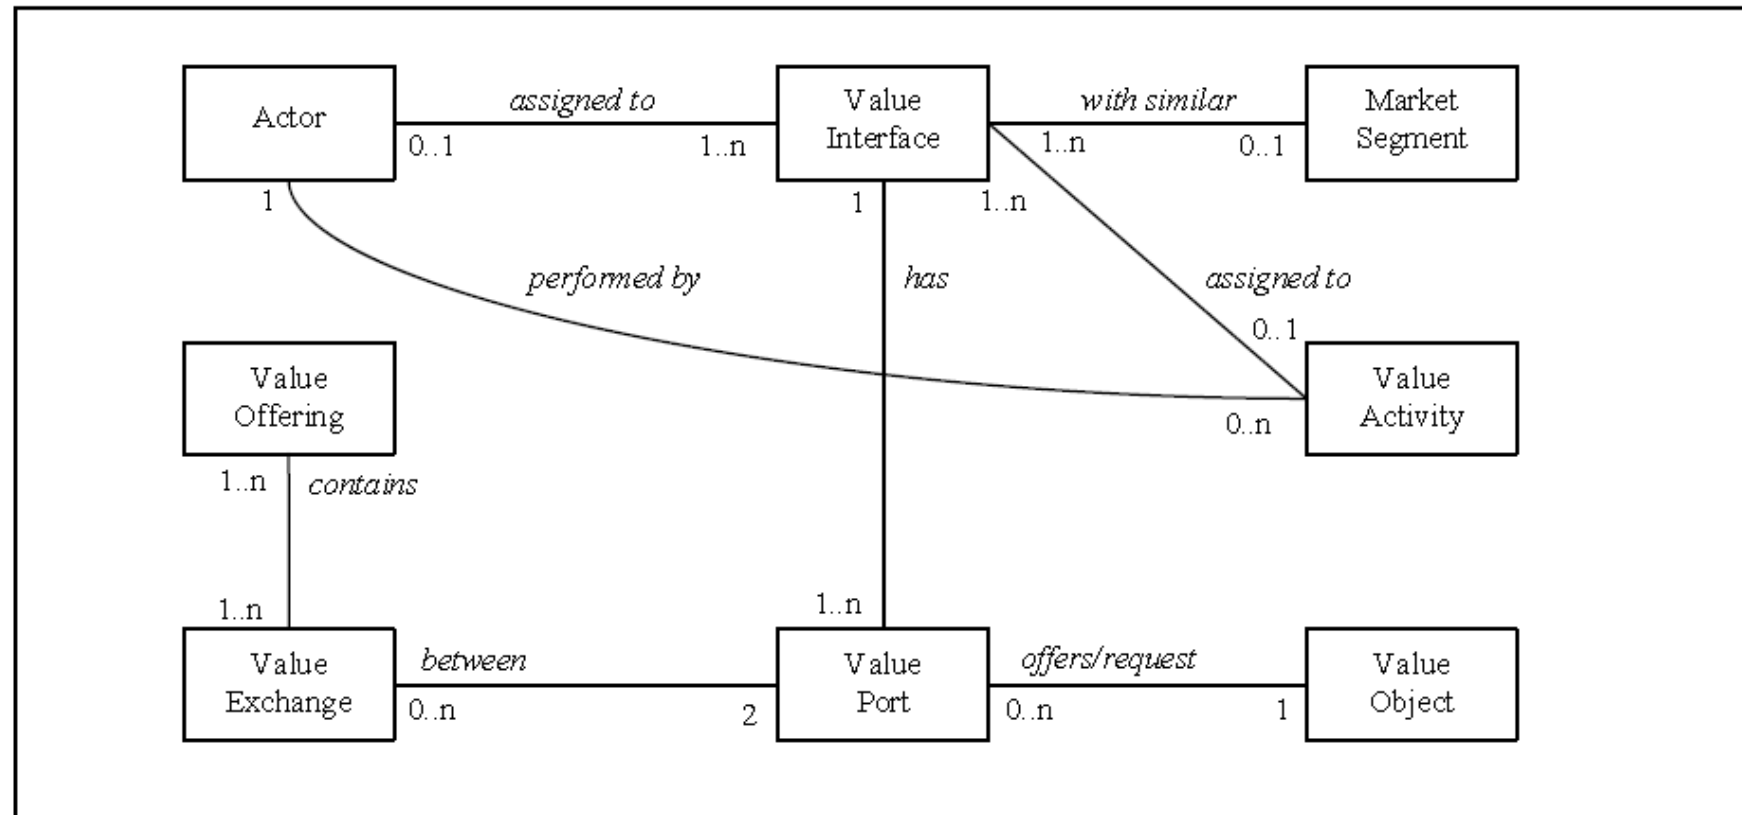 Actor
assigned to
0..1
1..n
Value
Interface
with similar
1..n
0..1
Market
Segment
1
1
1..n
performed by
has
assigned to
0..1
Value
Offering
Value
Activity
0..n
1..n
contains
1..n
1..n
Value
Exchange
between
0..n
2
Value
Port
offers/request
0..n
1
Value
Object